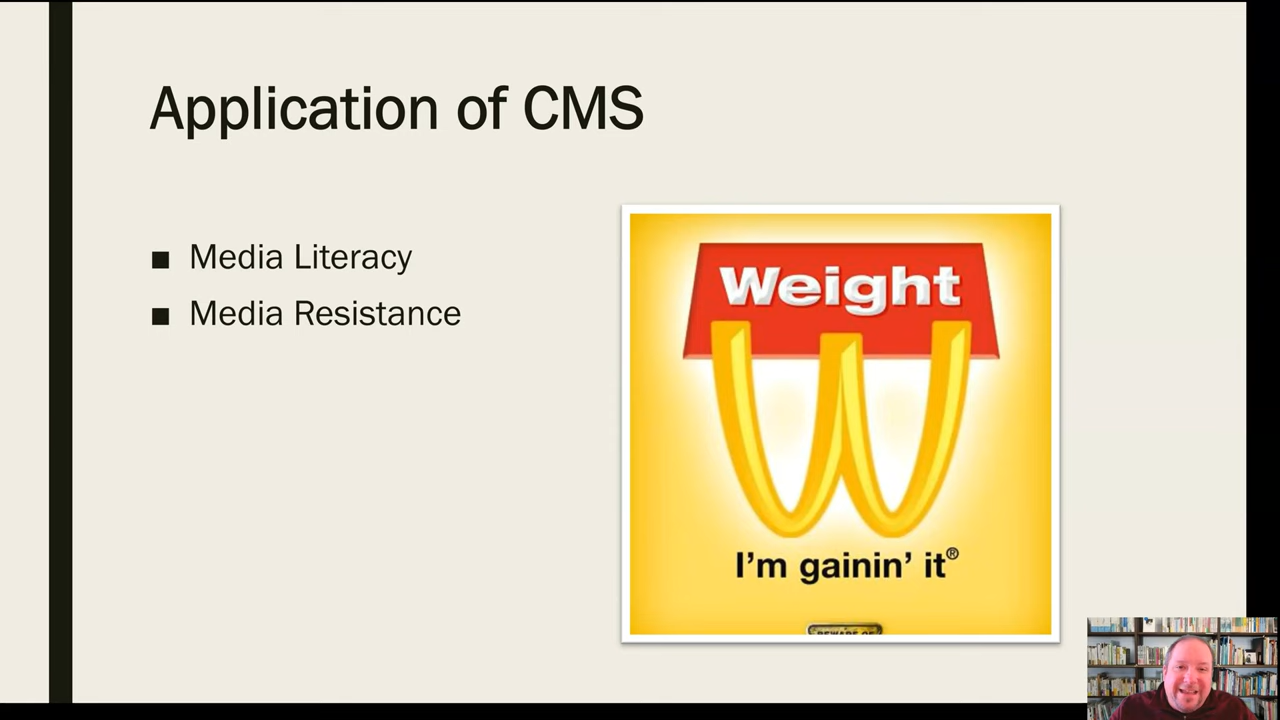 Application of CMS
■ Media Literacy
■ Media Resistance
Weight
I'm gainin' it®